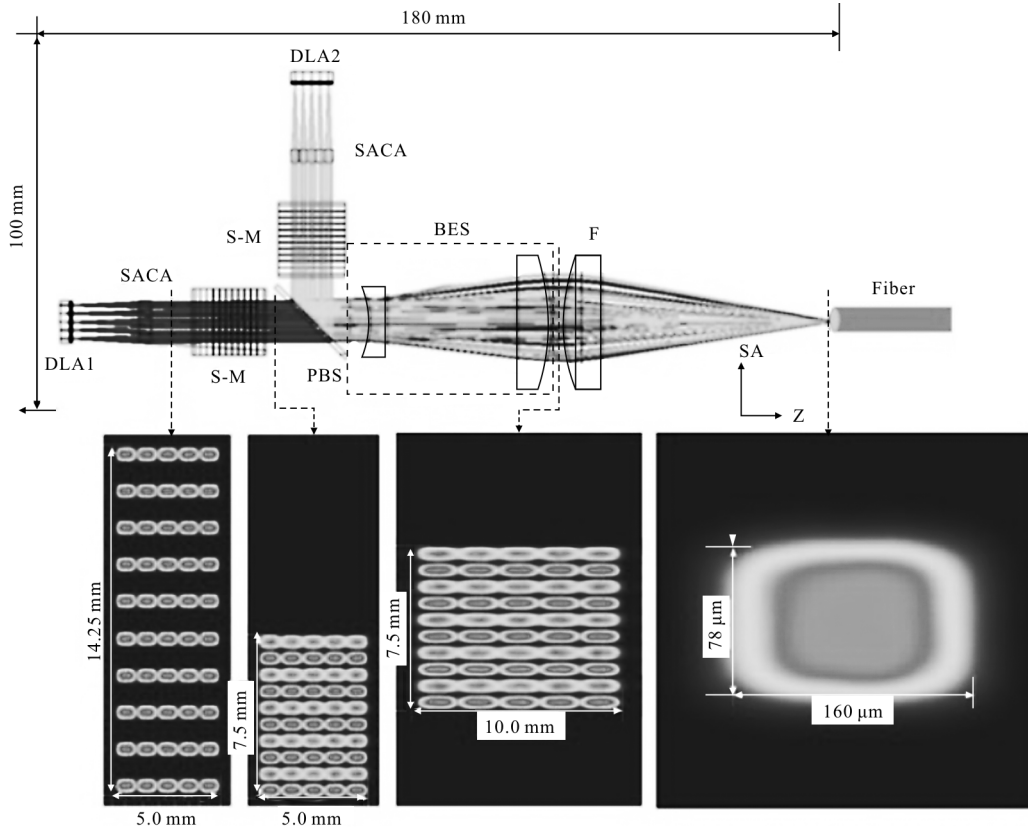 180 mm
DLA2
100 mm
SACA
S-M
BES
F
SACA
Fiber
DLA1
S-M
PBS
SA
Z
14.25 mm
7.5 mm
7.5 mm
78 μm
10.0 mm
160 μm
5.0 mm
5.0 mm